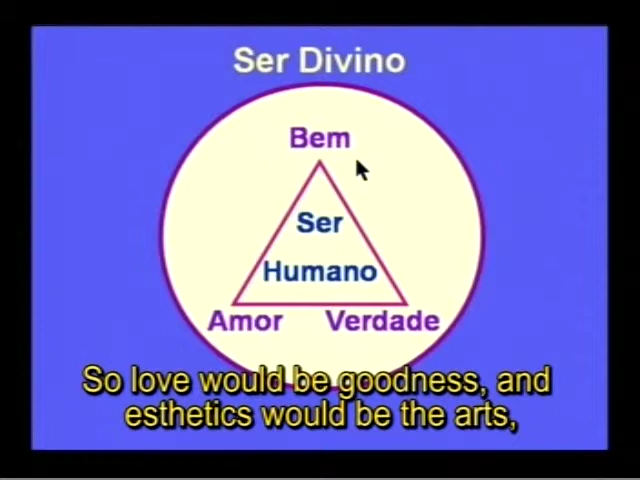 Ser Divino
Bem
Ser
Humano
Amor Verdade
So love would be goodness, and
esthetics would be the arts,